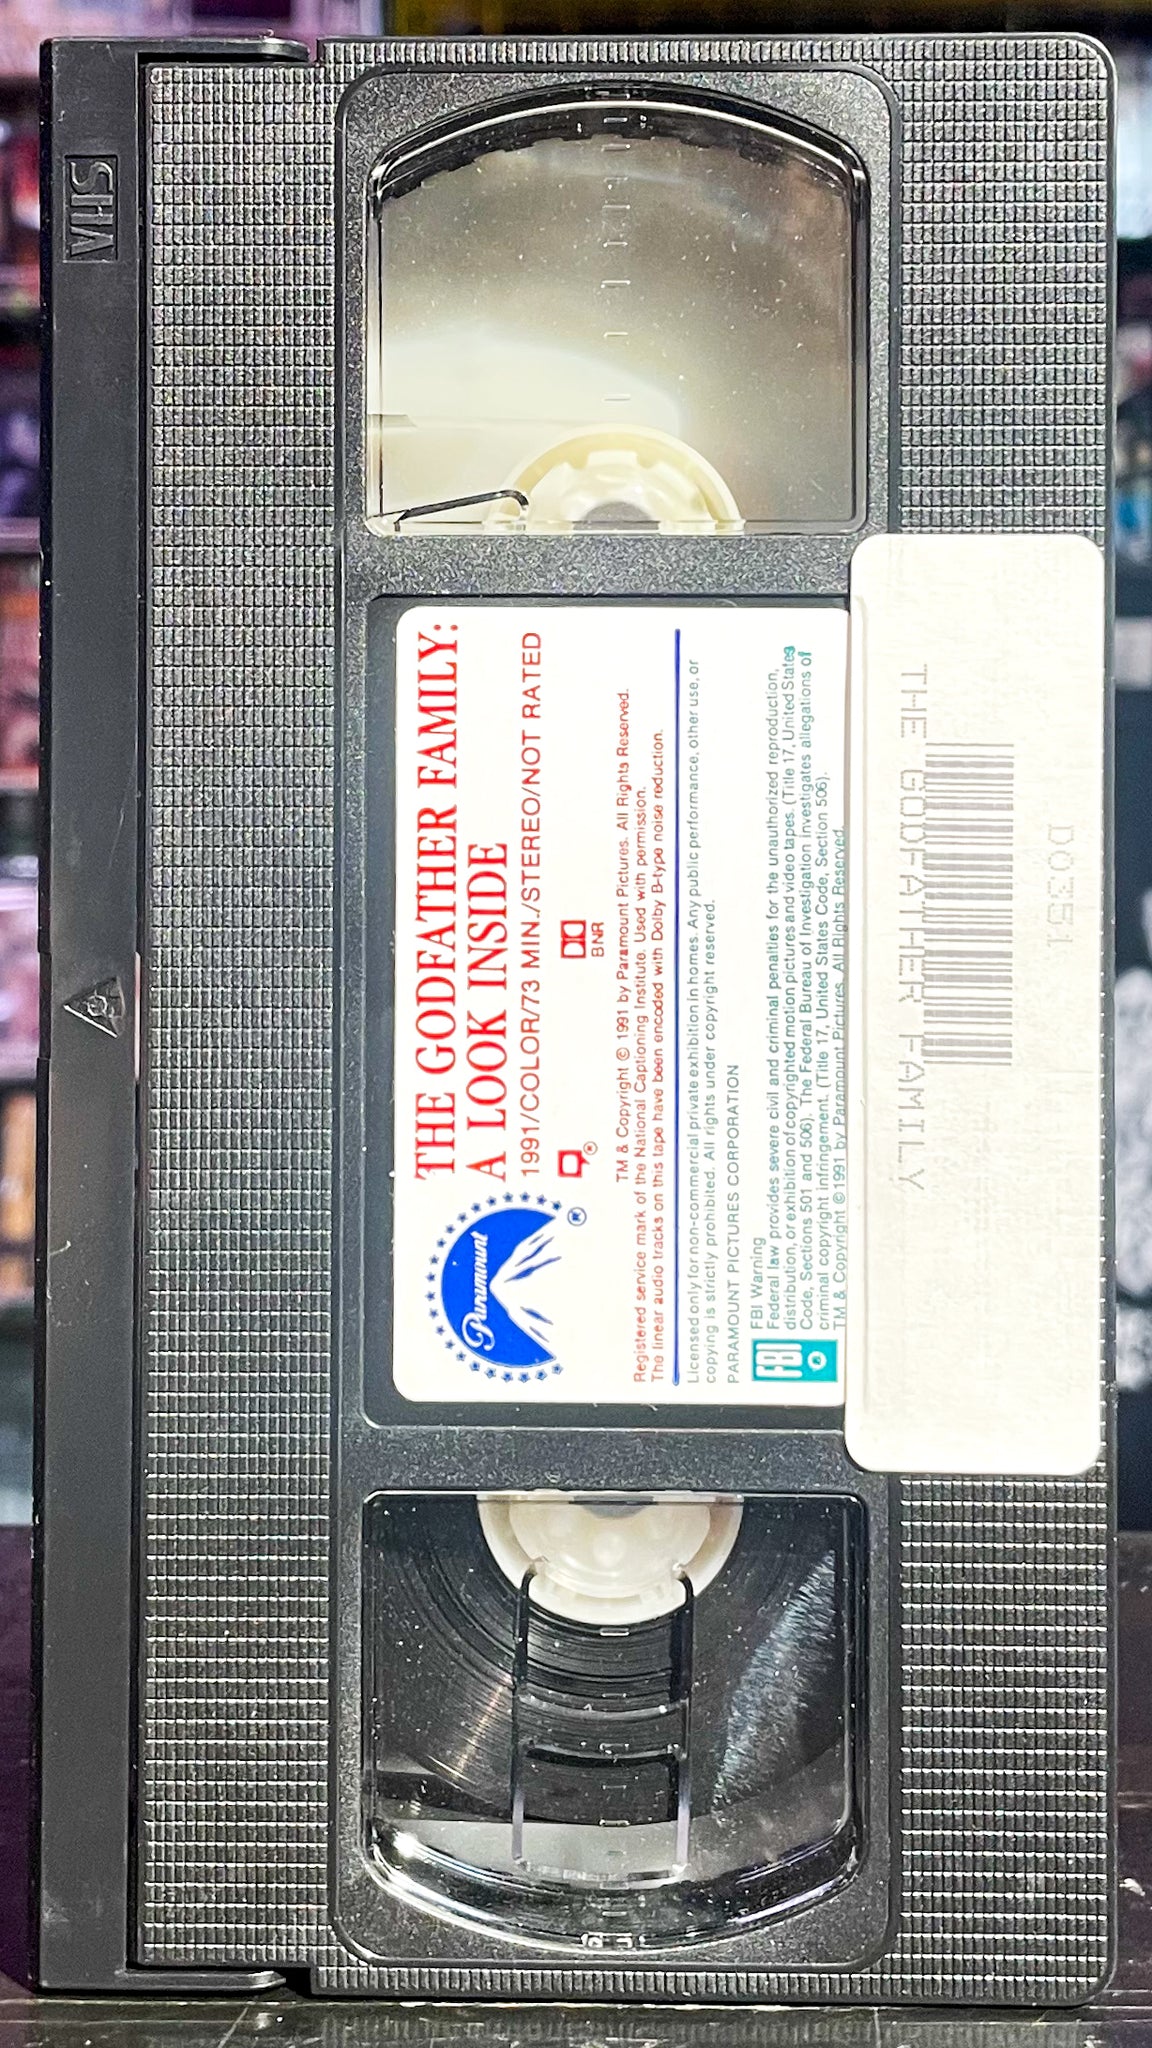 VHS
THE GODFATHER FAMILY:
A LOOK INSIDE
1991/COLOR/73 MIN./STEREO/NOT RATED
Paramount
®
®
BNR
TM & Copyright © 1991 by Paramount Pictures. All Rights Reserved.
Registered service mark of the National Captioning Institute. Used with permission.
The linear audio tracks on this tape have been encoded with Dolby B-type noise reduction.
Licensed only for non-commercial private exhibition in homes. Any public performance, other use, or
copying is strictly prohibited. All rights under copyright reserved.
PARAMOUNT PICTURES CORPORATION
FBI
FBI Warning
Federal law provides severe civil and criminal penalties for the unauthorized reproduction,
distribution, or exhibition of copyrighted motion pictures and video tapes. (Title 17, United States
Code, Sections 501 and 506). The Federal Bureau of Investigation investigates allegations of
criminal copyright infringement. (Title 17, United States Code, Section 506).
TM & Copyright © 1991 by Paramount Pictures. All Rights Reserved.
THE GODFATHER FAMILY
D0351